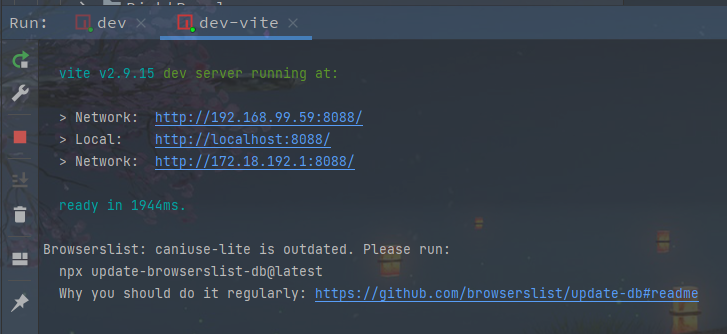 Run: dev dev-vite
vite v2.9.15 dev server running at:
> Network: http://192.168.99.59:8088/
> Local: http://localhost:8088/
> Network: http://172.18.192.1:8088/
ready in 1944ms.
Browserslist: caniuse-lite is outdated. Please run:
npx update-browserslist-db@latest
Why you should do it regularly: https://github.com/browserslist/update-db#readme